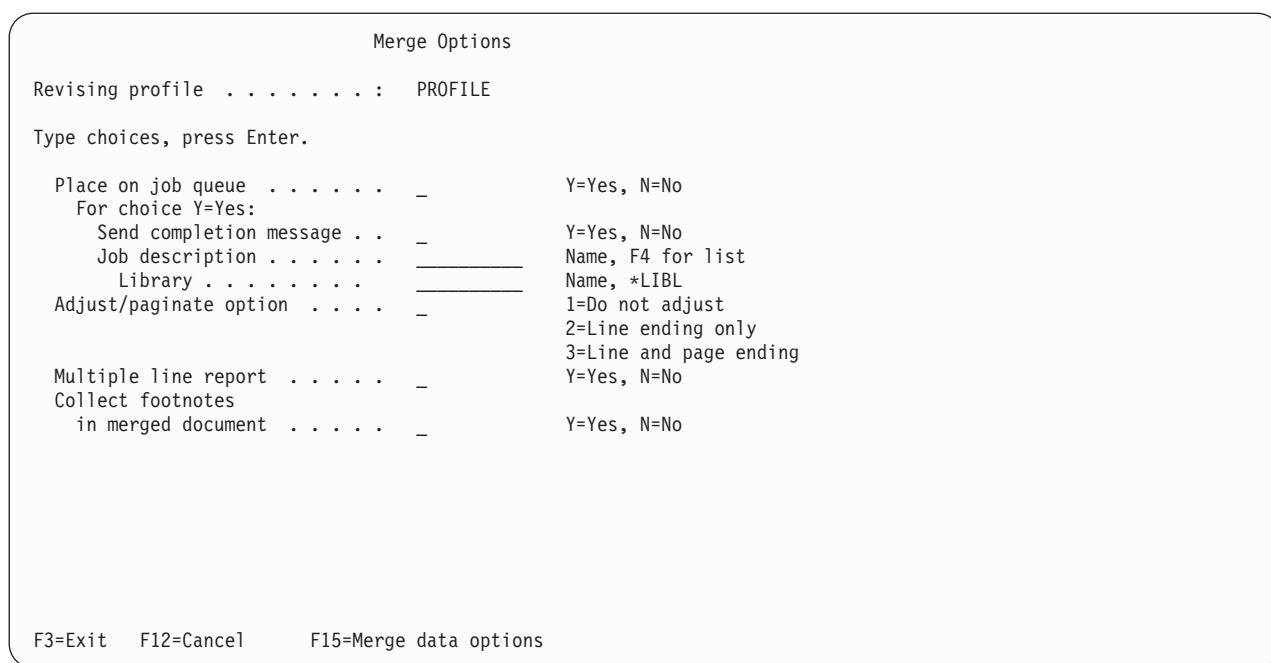 Merge Options
Revising profile . . . . . . . : PROFILE
Type choices, press Enter.
Place on job queue . . . . . . _ Y=Yes, N=No
For choice Y=Yes:
Send completion message . . _ Y=Yes, N=No
Job description . . . . . . __________ Name, F4 for list
Library . . . . . . . . __________ Name, *LIBL
Adjust/paginate option . . . . _ 1=Do not adjust
2=Line ending only
3=Line and page ending
Multiple line report . . . . . _ Y=Yes, N=No
Collect footnotes
in merged document . . . . . _ Y=Yes, N=No
F3=Exit F12=Cancel F15=Merge data options